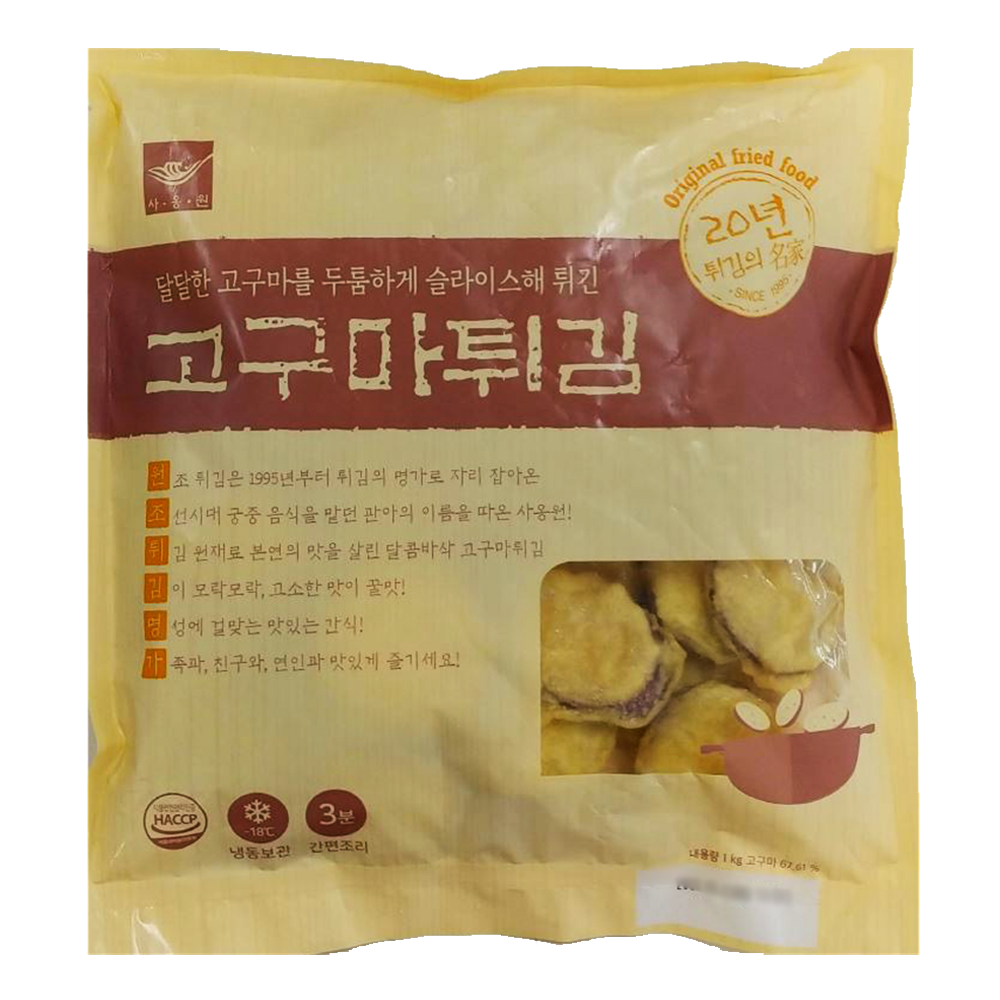 사·옹·원
Original fried food
20년
튀김의 名家
·SINCE 1995·
달달한 고구마를 두툼하게 슬라이스해 튀긴
고구마튀김
원조 튀김은 1995년부터 튀김의 명가로 자리 잡아온
조선시대 궁중 음식을 맡던 관아의 이름을 따온 사옹원!
튀김 원재료 본연의 맛을 살린 달콤바삭 고구마튀김
김이 모락모락, 고소한 맛이 꿀맛!
명성에 걸맞는 맛있는 간식!
가족과, 친구와, 연인과 맛있게 즐기세요!
HACCP
-18℃
냉동보관
3분
간편조리
내용량 1kg 고구마 67.61 %